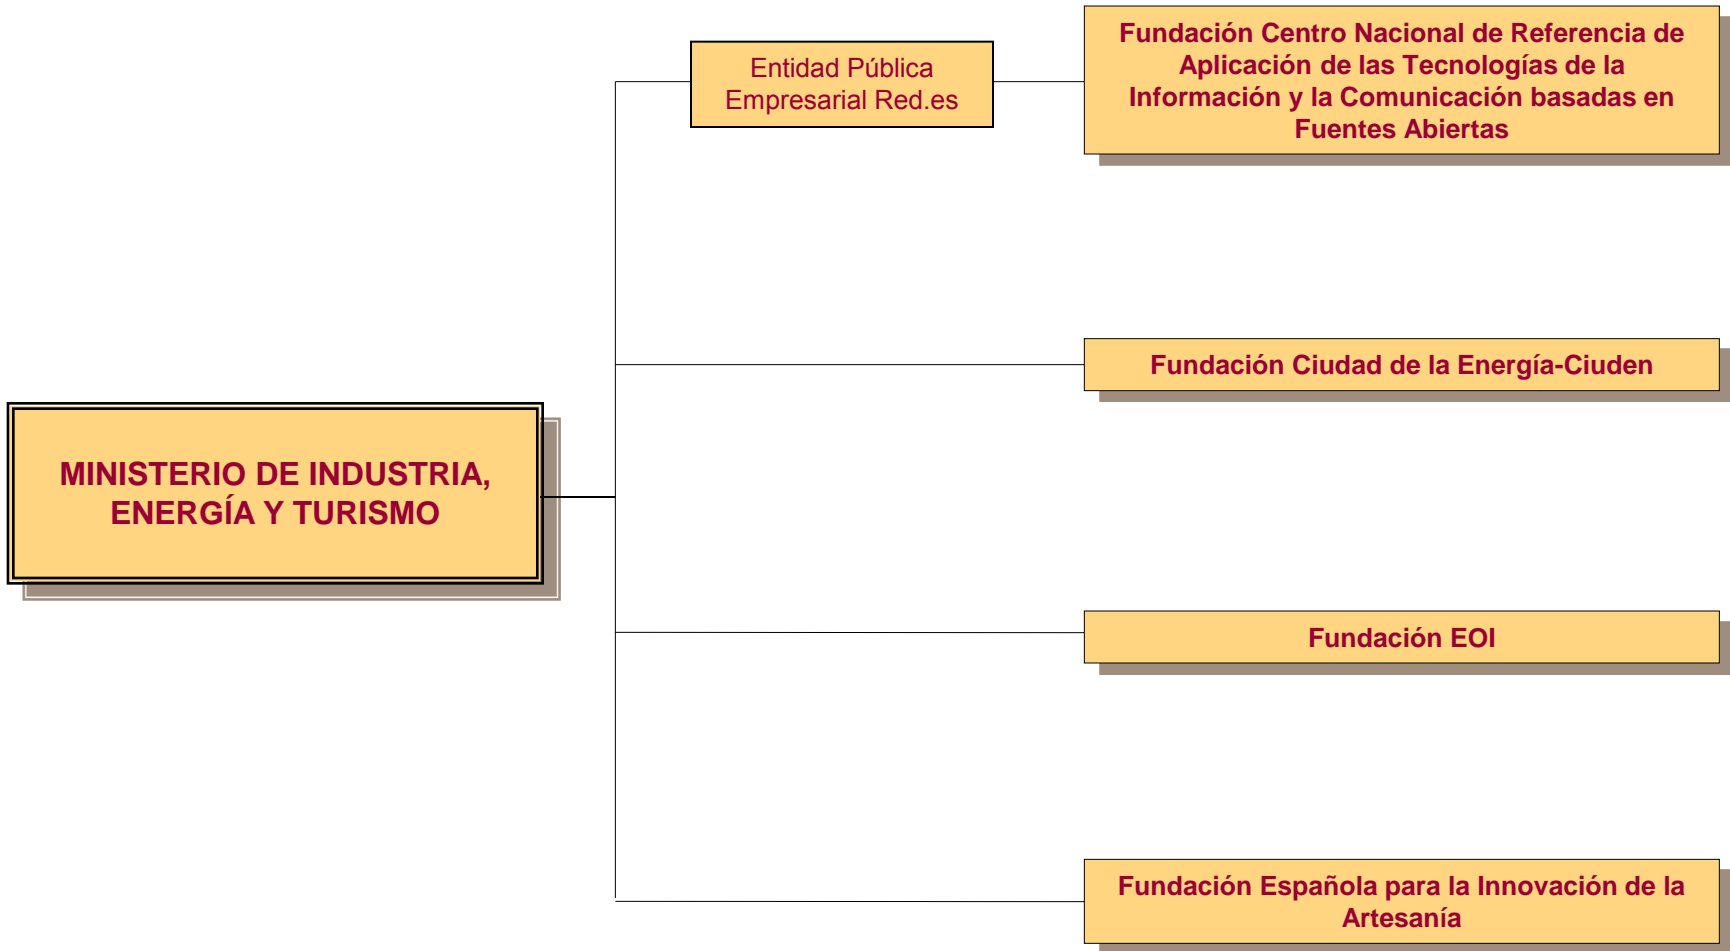 Entidad Pública
Empresarial Red.es
Fundación Centro Nacional de Referencia de
Aplicación de las Tecnologías de la
Información y la Comunicación basadas en
Fuentes Abiertas
Fundación Ciudad de la Energía-Ciuden
MINISTERIO DE INDUSTRIA,
ENERGÍA Y TURISMO
Fundación EOI
Fundación Española para la Innovación de la
Artesanía